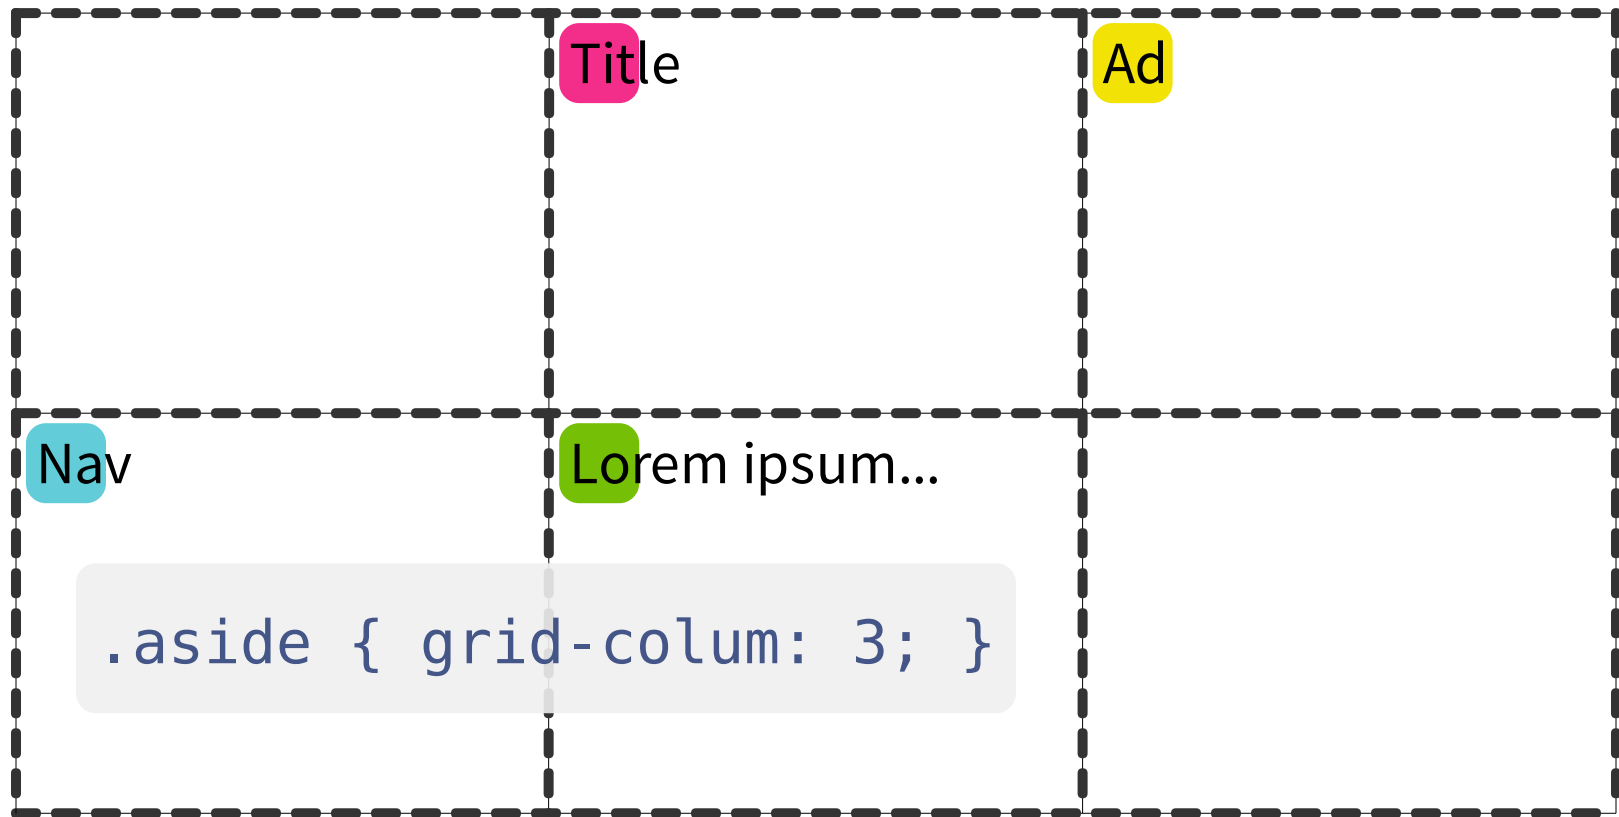 Title
Ad
Nav
Lorem ipsum...
.aside { grid-colum: 3; }